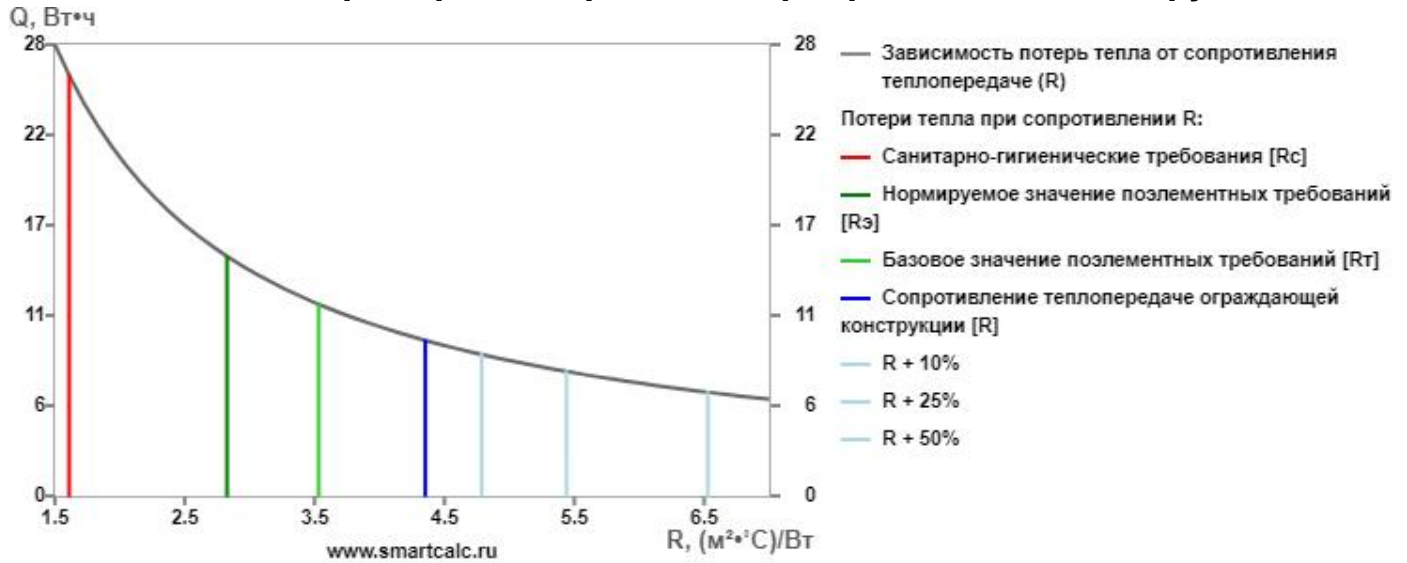 Q, Вт•ч
28
22
17
11
6
0
28
22
17
11
6
0
1.5
2.5
3.5
4.5
5.5
6.5
R, (м²•°С)/Вт
www.smartcalc.ru
Зависимость потерь тепла от сопротивления
теплопередаче (R)
Потери тепла при сопротивлении R:
Санитарно-гигиенические требования [Rс]
Нормируемое значение поэлементных требований
[Rэ]
Базовое значение поэлементных требований [Rт]
Сопротивление теплопередаче ограждающей
конструкции [R]
R + 10%
R + 25%
R + 50%